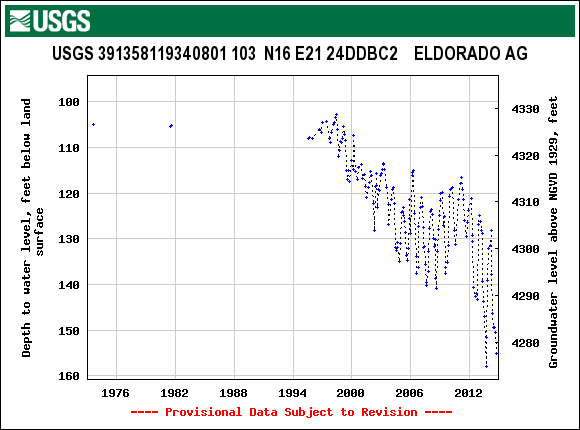 USGS
USGS 391358119340801 103 N16 E21 24DDBC2 ELDORADO AG
Depth to water level, feet below land
surface
100
110
120
130
140
150
160
4330
4320
4310
4300
4290
4280
Groundwater level above NGVD 1929, feet
1976 1982 1988 1994 2000 2006 2012
---- Provisional Data Subject to Revision ----